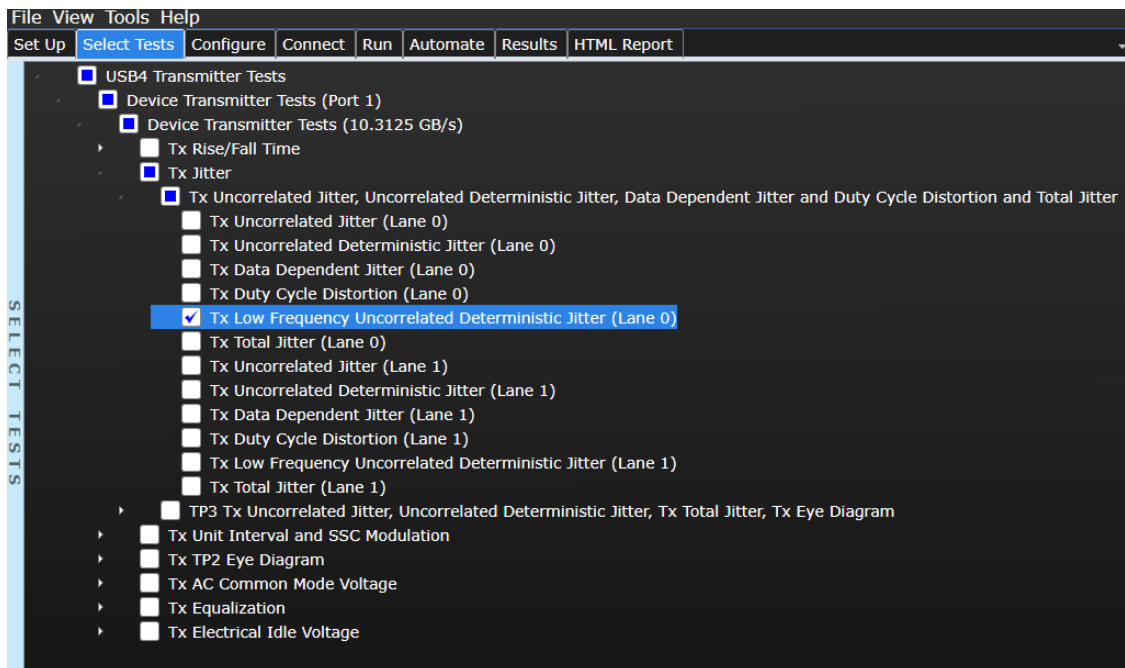 File View Tools Help
Set Up Select Tests Configure Connect Run Automate Results HTML Report
SELECT TESTS
USB4 Transmitter Tests
Device Transmitter Tests (Port 1)
Device Transmitter Tests (10.3125 GB/s)
Tx Rise/Fall Time
Tx Jitter
Tx Uncorrelated Jitter, Uncorrelated Deterministic Jitter, Data Dependent Jitter and Duty Cycle Distortion and Total Jitter
Tx Uncorrelated Jitter (Lane 0)
Tx Uncorrelated Deterministic Jitter (Lane 0)
Tx Data Dependent Jitter (Lane 0)
Tx Duty Cycle Distortion (Lane 0)
Tx Low Frequency Uncorrelated Deterministic Jitter (Lane 0)
Tx Total Jitter (Lane 0)
Tx Uncorrelated Jitter (Lane 1)
Tx Uncorrelated Deterministic Jitter (Lane 1)
Tx Data Dependent Jitter (Lane 1)
Tx Duty Cycle Distortion (Lane 1)
Tx Low Frequency Uncorrelated Deterministic Jitter (Lane 1)
Tx Total Jitter (Lane 1)
TP3 Tx Uncorrelated Jitter, Uncorrelated Deterministic Jitter, Tx Total Jitter, Tx Eye Diagram
Tx Unit Interval and SSC Modulation
Tx TP2 Eye Diagram
Tx AC Common Mode Voltage
Tx Equalization
Tx Electrical Idle Voltage